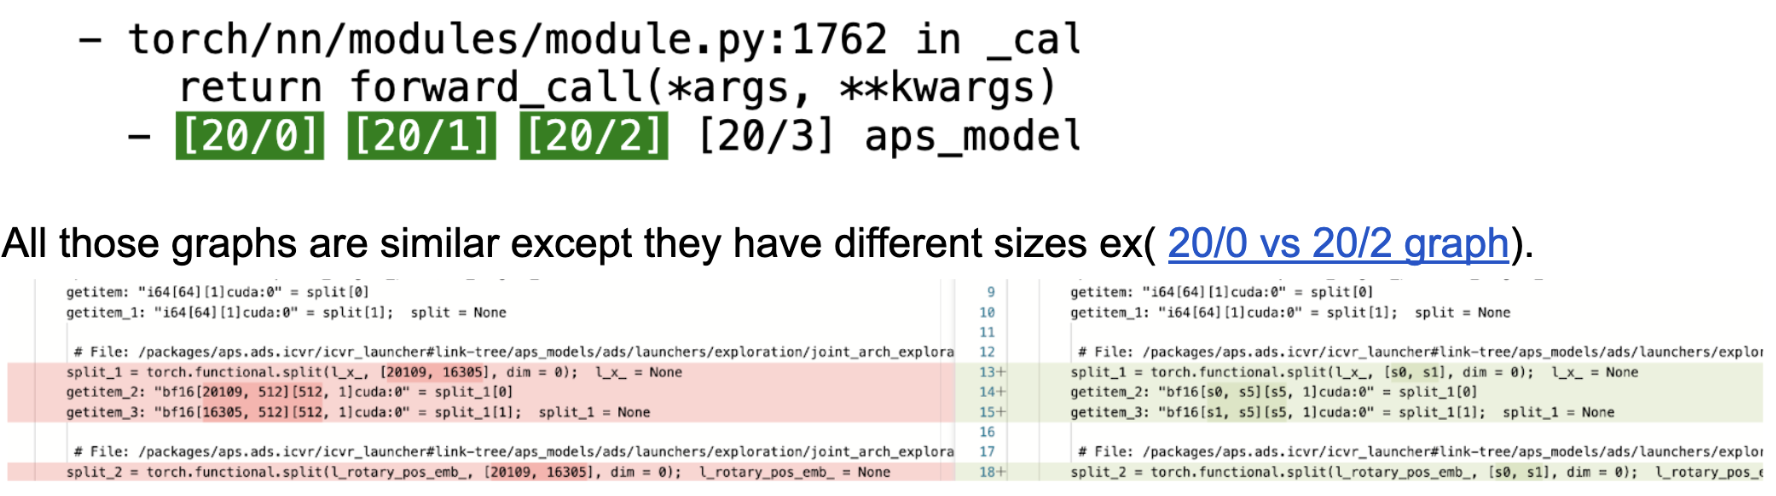 - torch/nn/modules/module.py:1762 in _cal
return forward_call(*args, **kwargs)
- [20/0] [20/1] [20/2] [20/3] aps_model
All those graphs are similar except they have different sizes ex( 20/0 vs 20/2 graph).
getitem: "i64[64][1]cuda:0" = split[0]
getitem_1: "i64[64][1]cuda:0" = split[1];  split = None
# File: /packages/aps.ads.icvr/icvr_launcher#link-tree/aps_models/ads/launchers/exploration/joint_arch_explora
split_1 = torch.functional.split(l_x_, [20109, 16305], dim = 0);  l_x_ = None
getitem_2: "bf16[20109, 512][512, 1]cuda:0" = split_1[0]
getitem_3: "bf16[16305, 512][512, 1]cuda:0" = split_1[1];  split_1 = None
# File: /packages/aps.ads.icvr/icvr_launcher#link-tree/aps_models/ads/launchers/exploration/joint_arch_explora
split_2 = torch.functional.split(l_rotary_pos_emb_, [20109, 16305], dim = 0);  l_rotary_pos_emb_ = None
9 getitem: "i64[64][1]cuda:0" = split[0]
10 getitem_1: "i64[64][1]cuda:0" = split[1];  split = None
11
12 # File: /packages/aps.ads.icvr/icvr_launcher#link-tree/aps_models/ads/launchers/explor
13+ split_1 = torch.functional.split(l_x_, [s0, s1], dim = 0);  l_x_ = None
14+ getitem_2: "bf16[s0, s5][s5, 1]cuda:0" = split_1[0]
15+ getitem_3: "bf16[s1, s5][s5, 1]cuda:0" = split_1[1];  split_1 = None
16
17 # File: /packages/aps.ads.icvr/icvr_launcher#link-tree/aps_models/ads/launchers/explor
18+ split_2 = torch.functional.split(l_rotary_pos_emb_, [s0, s1], dim = 0);  l_rotary_pos_e